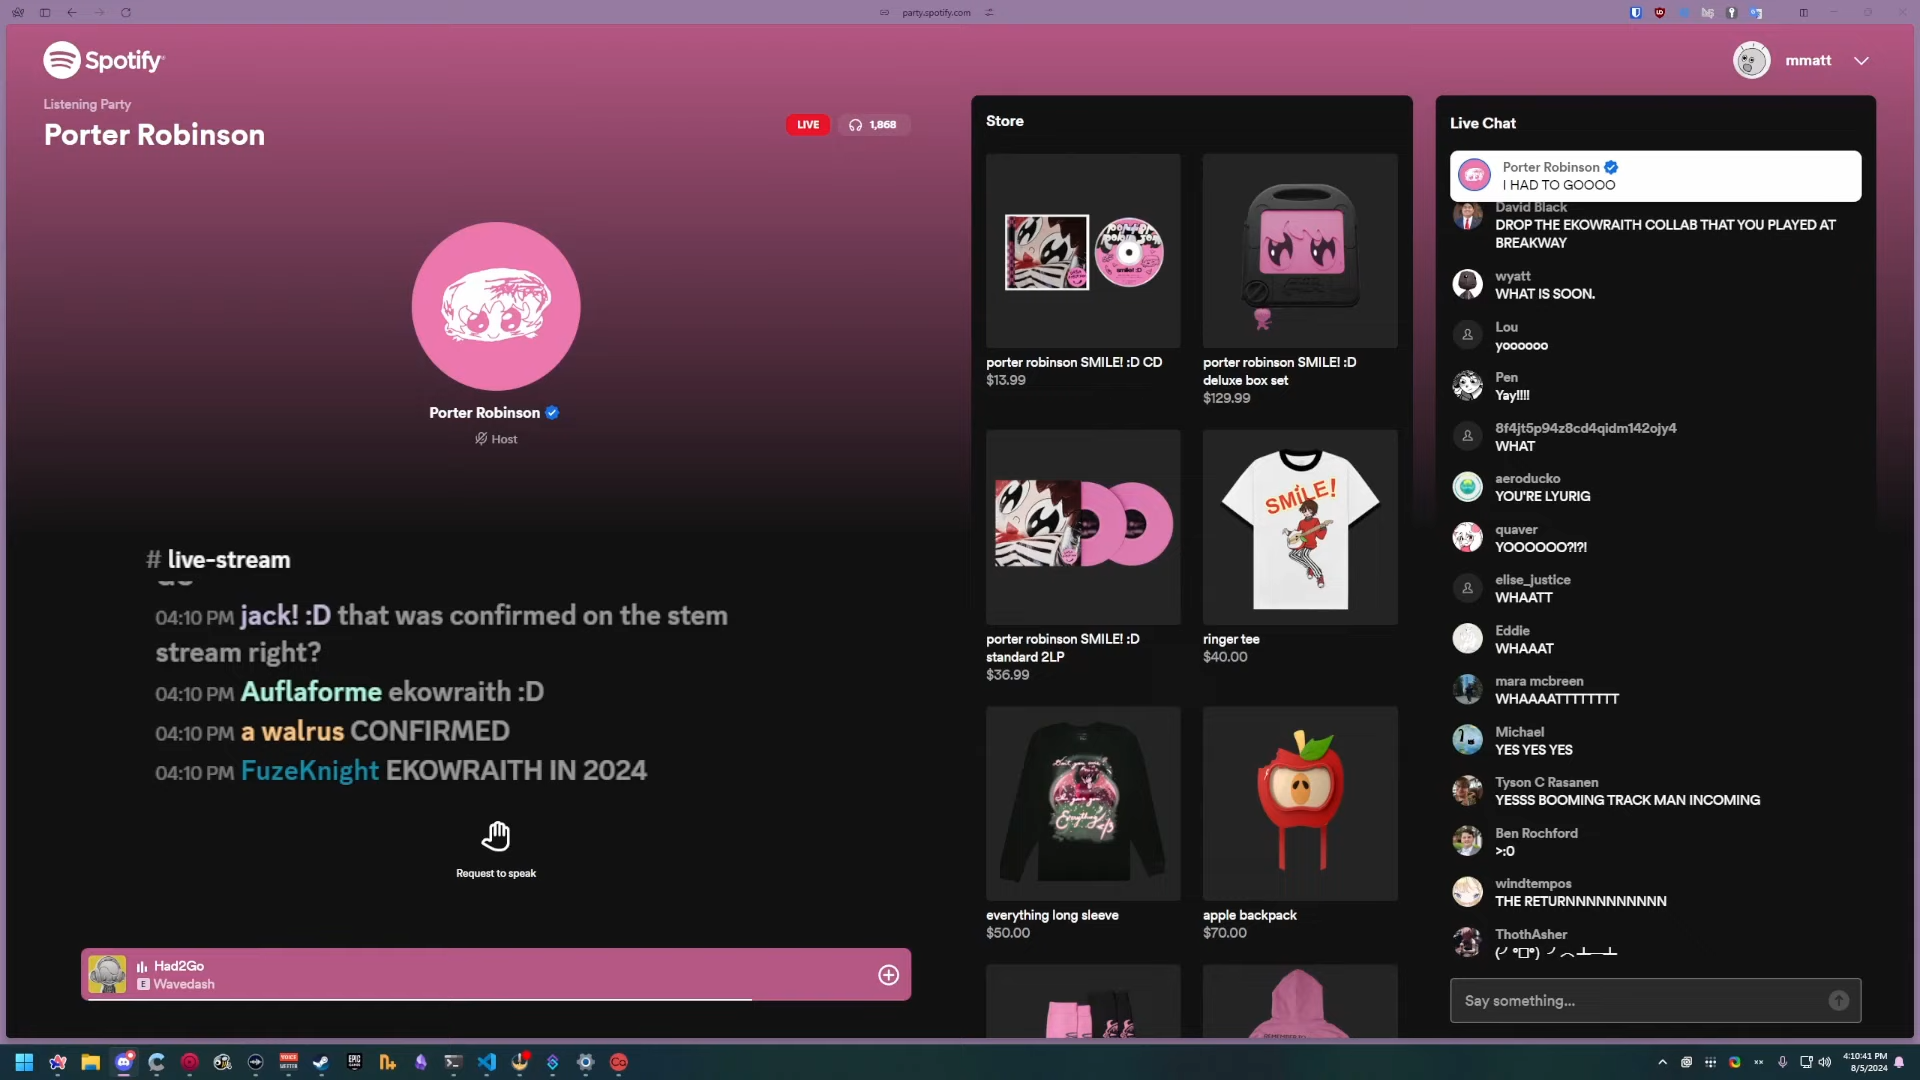 party.spotify.com
Spotify
mmatt
Listening Party
Porter Robinson
LIVE
1,868
Porter Robinson
Host
# live-stream
04:10 PM jack! :D that was confirmed on the stem
stream right?
04:10 PM Auflaforme ekowraith :D
04:10 PM a walrus CONFIRMED
04:10 PM FuzeKnight EKOWRAITH IN 2024
Request to speak
Had2Go
E Wavedash
Store
porter robinson SMILE! :D CD
$13.99
porter robinson SMILE! :D
deluxe box set
$129.99
SMiLE!
porter robinson SMILE! :D
standard 2LP
$36.99
ringer tee
$40.00
everything long sleeve
$50.00
apple backpack
$70.00
Live Chat
Porter Robinson
I HAD TO GOOOO
David Black
DROP THE EKOWRAITH COLLAB THAT YOU PLAYED AT
BREAKWAY
wyatt
WHAT IS SOON.
Lou
yoooooo
Pen
Yay!!!!
8f4jt5p94z8cd4qidm142ojy4
WHAT
aeroducko
YOU'RE LYURIG
quaver
YOOOOOO?!?!
elise_justice
WHAATT
Eddie
WHAAAT
mara mcbreen
WHAAAATTTTTTTT
Michael
YES YES YES
Tyson C Rasanen
YESSS BOOMING TRACK MAN INCOMING
Ben Rochford
>:0
windtempos
THE RETURNNNNNNNNNN
ThothAsher
(╯°□°)╯︵ ┻━┻
Say something...
4:10:41 PM
8/5/2024